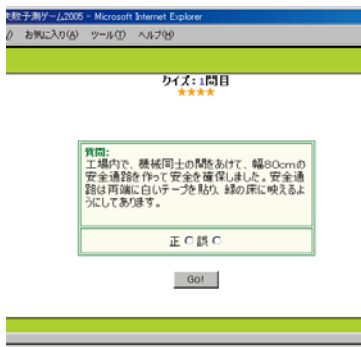 失敗予測ゲーム2005 - Microsoft Internet Explorer
お気に入り(A) ツール(T) ヘルプ(H)
クイズ:1問目
★★★★
質問:
工場内で、機械同士の間をあけて、幅80cmの
安全通路を作って安全を確保しました。安全通
路は両端に白いテープを貼り、緑の床に映えるよ
うにしてあります。
正 誤
Go!